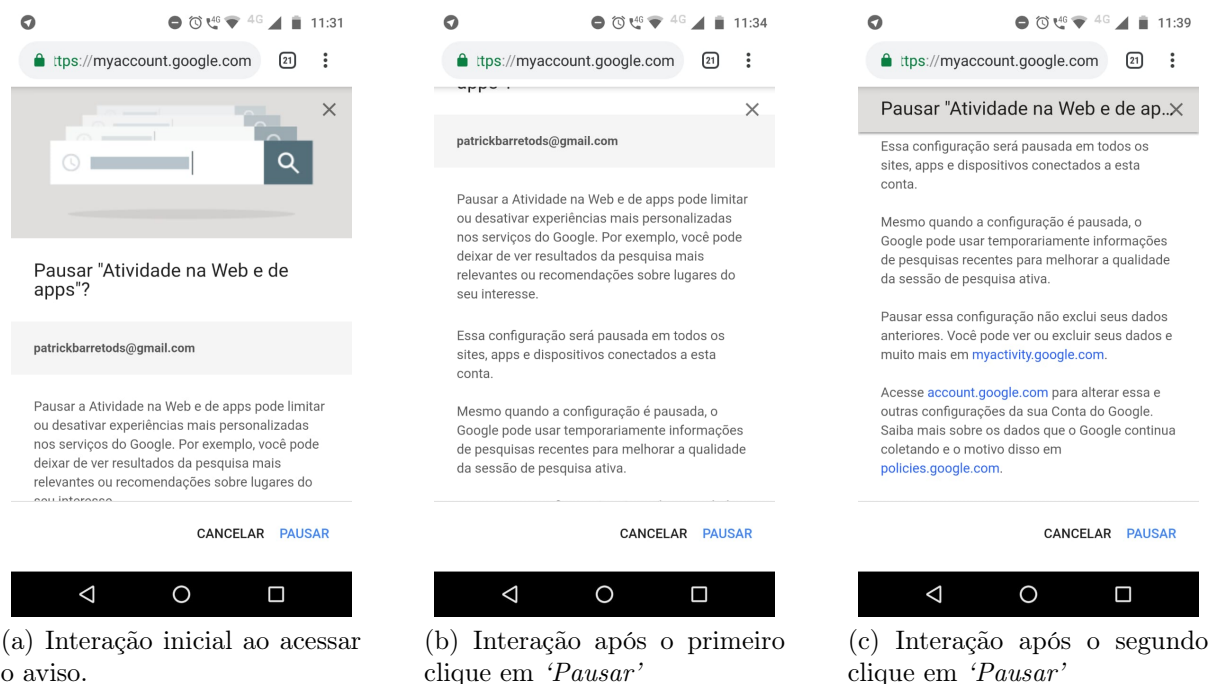 4G 4G 11:31
ttps://myaccount.google.com 21
Pausar "Atividade na Web e de
apps"?
patrickbarretods@gmail.com
Pausar a Atividade na Web e de apps pode limitar
ou desativar experiências mais personalizadas
nos serviços do Google. Por exemplo, você pode
deixar de ver resultados da pesquisa mais
relevantes ou recomendações sobre lugares do
seu interesse.
CANCELAR PAUSAR
(a) Interação inicial ao acessar
o aviso.
4G 4G 11:34
ttps://myaccount.google.com 21
apps"?
patrickbarretods@gmail.com
Pausar a Atividade na Web e de apps pode limitar
ou desativar experiências mais personalizadas
nos serviços do Google. Por exemplo, você pode
deixar de ver resultados da pesquisa mais
relevantes ou recomendações sobre lugares do
seu interesse.
Essa configuração será pausada em todos os
sites, apps e dispositivos conectados a esta
conta.
Mesmo quando a configuração é pausada, o
Google pode usar temporariamente informações
de pesquisas recentes para melhorar a qualidade
da sessão de pesquisa ativa.
CANCELAR PAUSAR
(b) Interação após o primeiro
clique em ‘Pausar’
4G 4G 11:39
ttps://myaccount.google.com 21
Pausar "Atividade na Web e de ap...
Essa configuração será pausada em todos os
sites, apps e dispositivos conectados a esta
conta.
Mesmo quando a configuração é pausada, o
Google pode usar temporariamente informações
de pesquisas recentes para melhorar a qualidade
da sessão de pesquisa ativa.
Pausar essa configuração não exclui seus dados
anteriores. Você pode ver ou excluir seus dados e
muito mais em myactivity.google.com.
Acesse account.google.com para alterar essa e
outras configurações da sua Conta do Google.
Saiba mais sobre os dados que o Google continua
coletando e o motivo disso em
policies.google.com.
CANCELAR PAUSAR
(c) Interação após o segundo
clique em ‘Pausar’